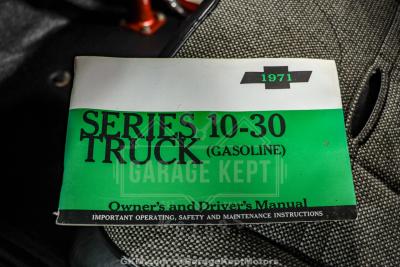 1971
SERIES 10-30
TRUCK (GASOLINE)
GARAGE KEPT
Owner's and Driver's Manual
IMPORTANT OPERATING, SAFETY AND MAINTENANCE INSTRUCTIONS